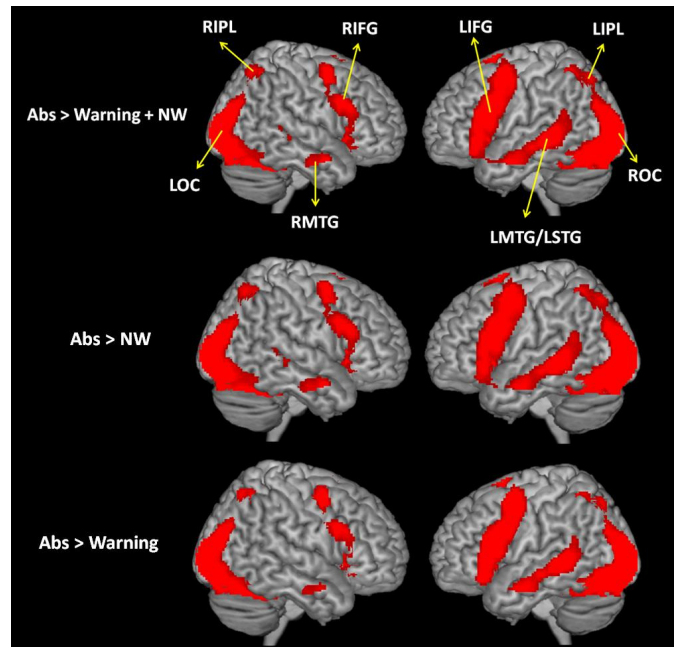 RIPL
RIFG
LIFG
LIPL
Abs > Warning + NW
LOC
RMTG
LMTG/LSTG
ROC
Abs > NW
Abs > Warning